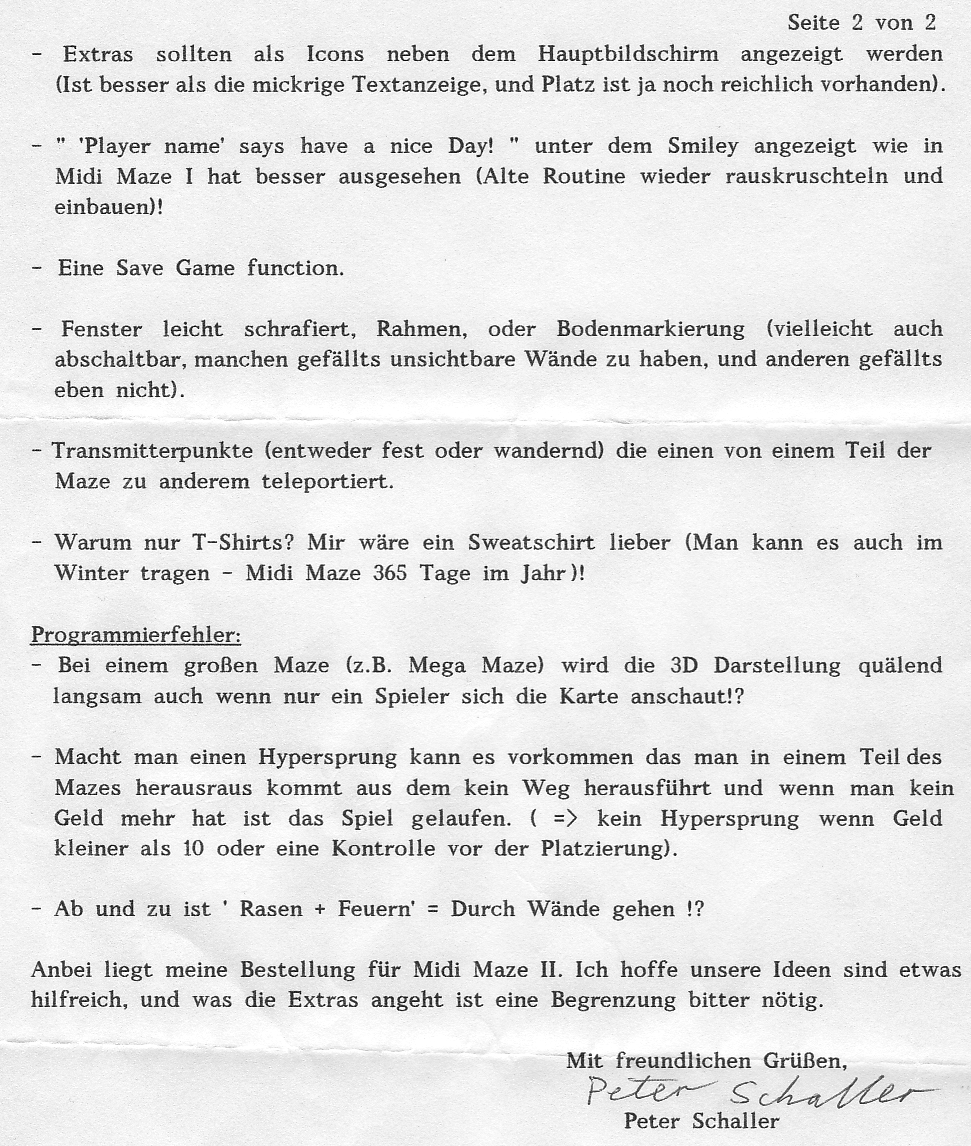 Seite 2 von 2
- Extras sollten als Icons neben dem Hauptbildschirm angezeigt werden
(Ist besser als die mickrige Textanzeige, und Platz ist ja noch reichlich vorhanden).
- " 'Player name' says have a nice Day! " unter dem Smiley angezeigt wie in
Midi Maze I hat besser ausgesehen (Alte Routine wieder rauskruschteln und
einbauen)!
- Eine Save Game function.
- Fenster leicht schrafiert, Rahmen, oder Bodenmarkierung (vielleicht auch
abschaltbar, manchen gefällts unsichtbare Wände zu haben, und anderen gefällts
eben nicht).
- Transmitterpunkte (entweder fest oder wandernd) die einen von einem Teil der
Maze zu anderem teleportiert.
- Warum nur T-Shirts? Mir wäre ein Sweatschirt lieber (Man kann es auch im
Winter tragen - Midi Maze 365 Tage im Jahr)!
Programmierfehler:
- Bei einem großen Maze (z.B. Mega Maze) wird die 3D Darstellung quälend
langsam auch wenn nur ein Spieler sich die Karte anschaut!?
- Macht man einen Hypersprung kann es vorkommen das man in einem Teil des
Mazes herausraus kommt aus dem kein Weg herausführt und wenn man kein
Geld mehr hat ist das Spiel gelaufen. ( => kein Hypersprung wenn Geld
kleiner als 10 oder eine Kontrolle vor der Platzierung).
- Ab und zu ist ' Rasen + Feuern' = Durch Wände gehen !?
Anbei liegt meine Bestellung für Midi Maze II. Ich hoffe unsere Ideen sind etwas
hilfreich, und was die Extras angeht ist eine Begrenzung bitter nötig.
Mit freundlichen Grüßen,
Peter Schaller
Peter Schaller